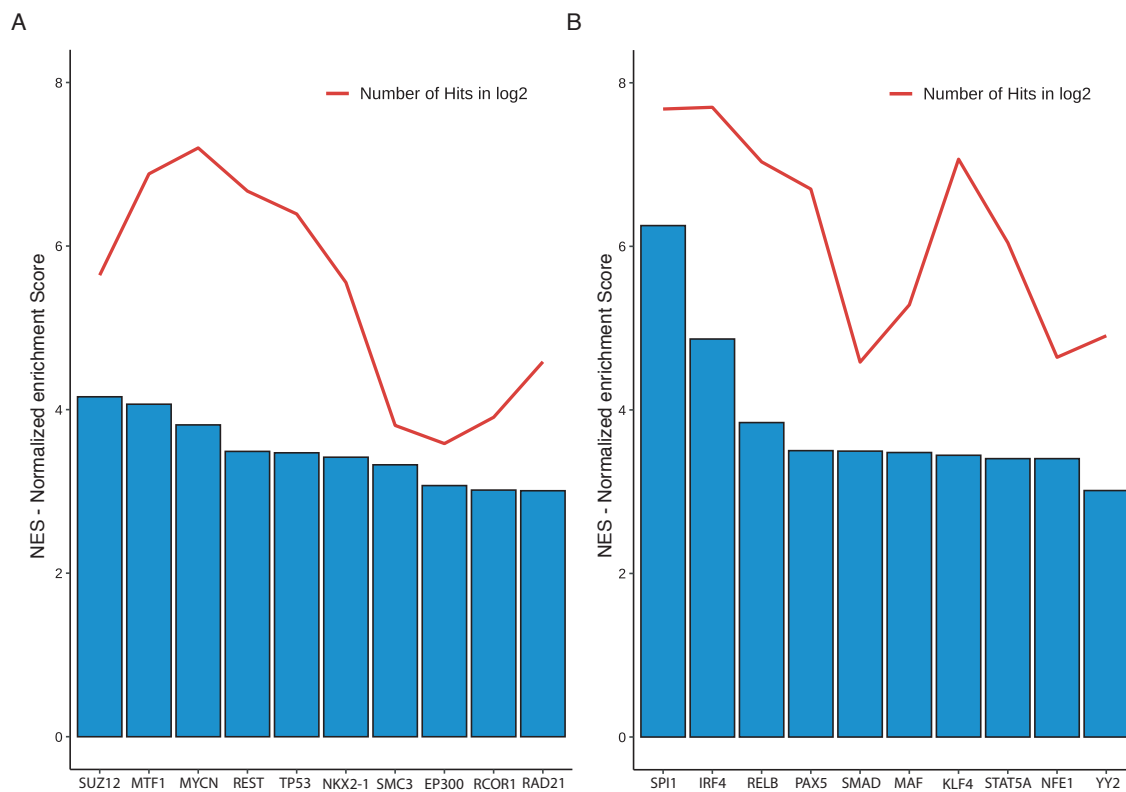 A
NES - Normalized enrichment Score
8
6
4
2
0
Number of Hits in log2
SUZ12 MTF1 MYCN REST TP53 NKX2-1 SMC3 EP300 RCOR1 RAD21
B
NES - Normalized enrichment Score
8
6
4
2
0
Number of Hits in log2
SPI1 IRF4 RELB PAX5 SMAD MAF KLF4 STAT5A NFE1 YY2